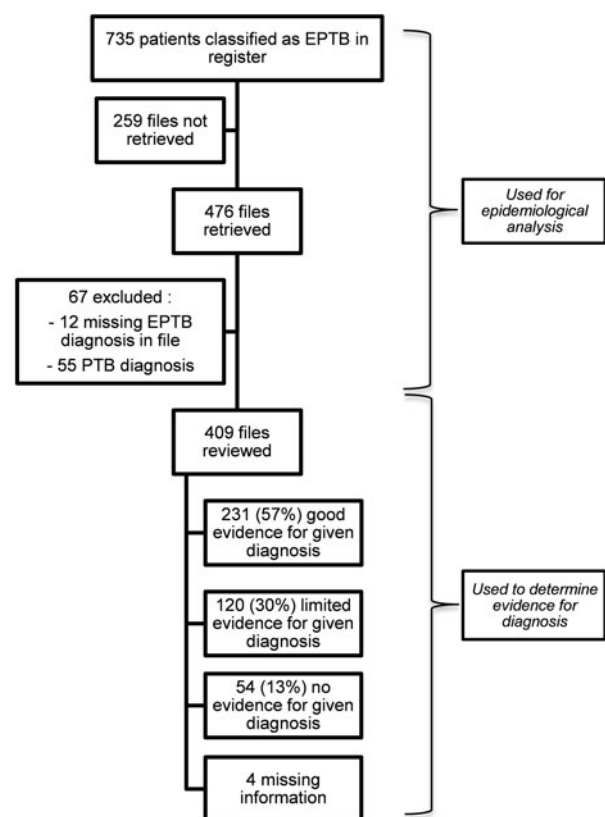 735 patients classified as EPTB in
register
259 files not
retrieved
476 files
retrieved
Used for
epidemiological
analysis
67 excluded :
- 12 missing EPTB
diagnosis in file
- 55 PTB diagnosis
409 files
reviewed
231 (57%) good
evidence for given
diagnosis
120 (30%) limited
evidence for given
diagnosis
Used to determine
evidence for
diagnosis
54 (13%) no
evidence for given
diagnosis
4 missing
information